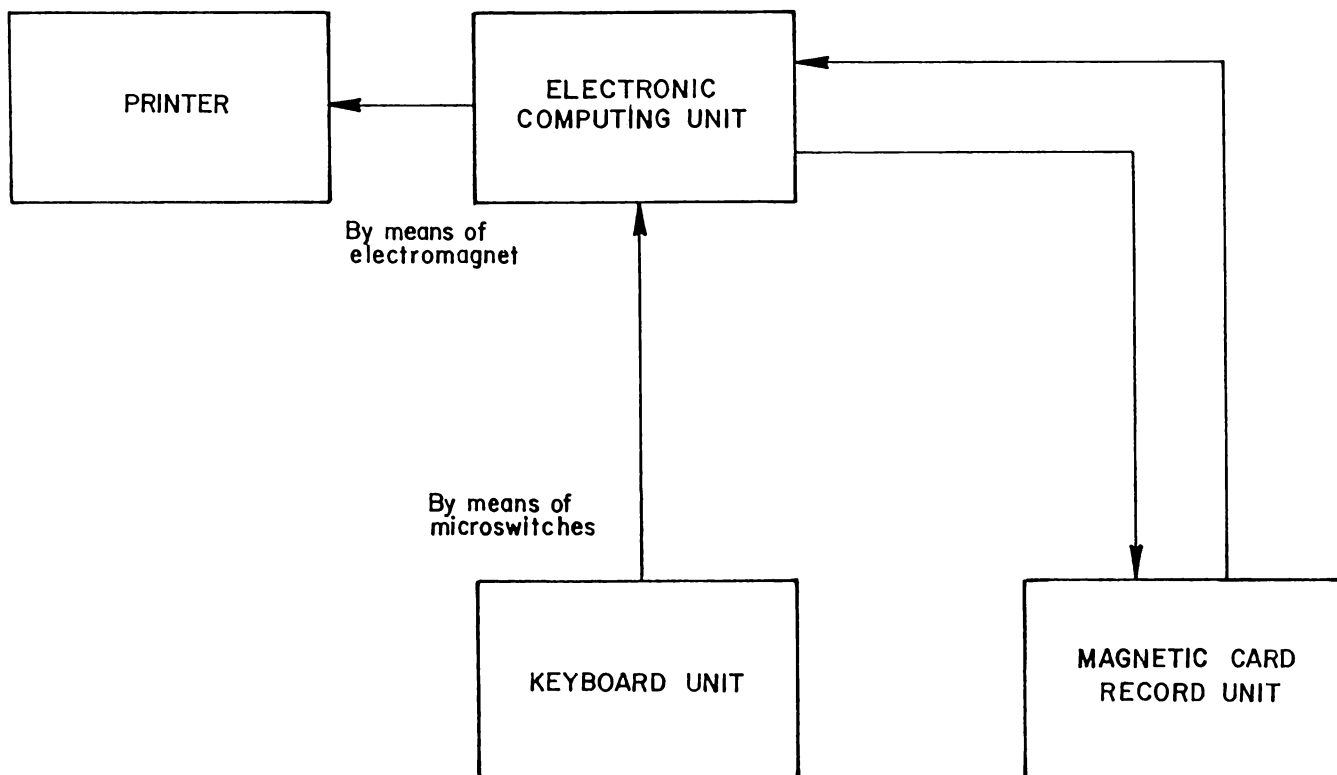 PRINTER
ELECTRONIC
COMPUTING UNIT
By means of
electromagnet
By means of
microswitches
KEYBOARD UNIT
MAGNETIC CARD
RECORD UNIT